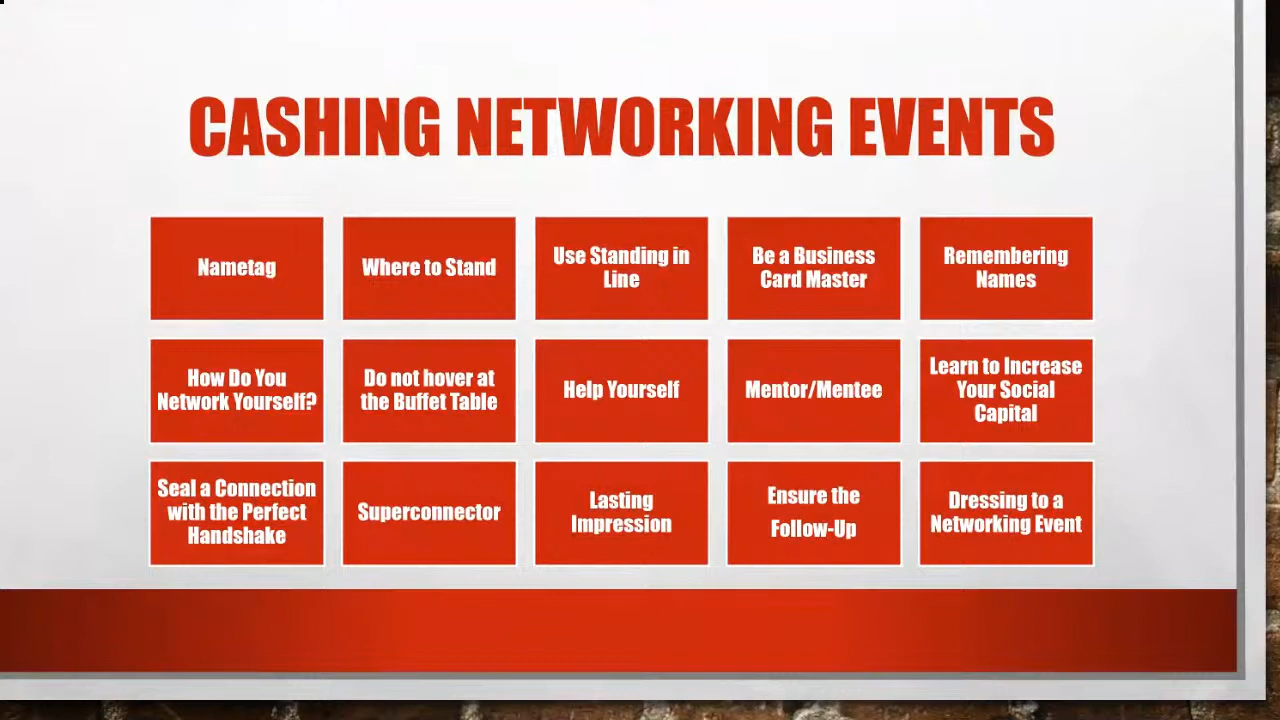 CASHING NETWORKING EVENTS
Nametag
Where to Stand
Use Standing in
Line
Be a Business
Card Master
Remembering
Names
How Do You
Network Yourself?
Do not hover at
the Buffet Table
Help Yourself
Mentor/Mentee
Learn to Increase
Your Social
Capital
Seal a Connection
with the Perfect
Handshake
Superconnector
Lasting
Impression
Ensure the
Follow-Up
Dressing to a
Networking Event